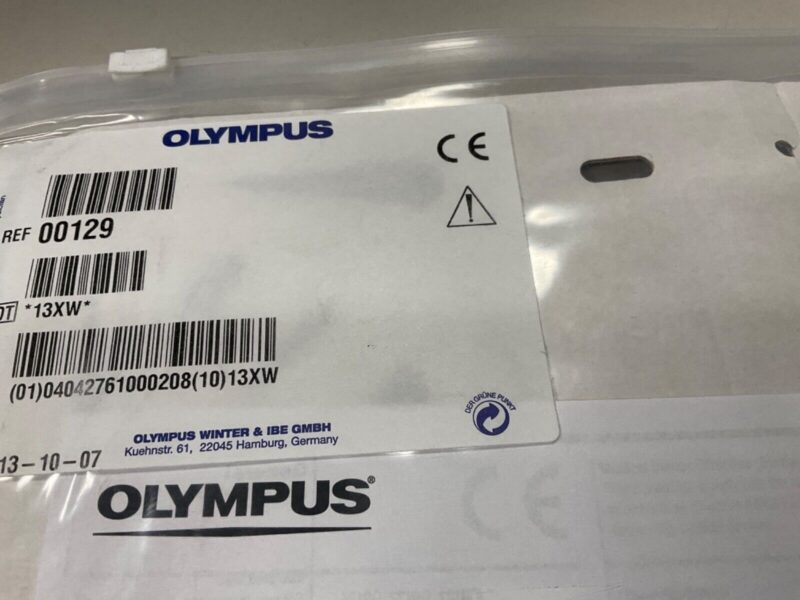 OLYMPUS
CE
REF 00129
*13XW*
(01)04042761000208(10)13XW
DER GRÜNE PUNKT
OLYMPUS WINTER & IBE GMBH
Kuehnstr. 61, 22045 Hamburg, Germany
13-10-07
OLYMPUS®
CE